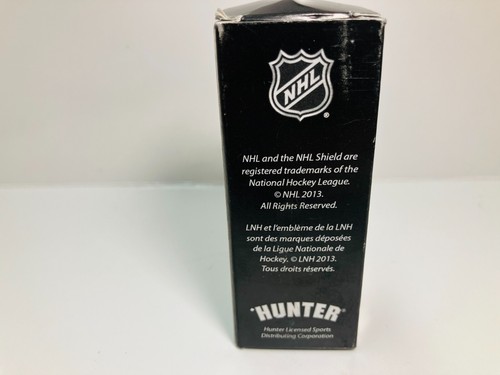 NHL
®
NHL and the NHL Shield are
registered trademarks of the
National Hockey League.
© NHL 2013.
All Rights Reserved.
LNH et l'emblème de la LNH
sont des marques déposées
de la Ligue Nationale de
Hockey. © LNH 2013.
Tous droits réservés.
HUNTER
Hunter Licensed Sports
Distributing Corporation